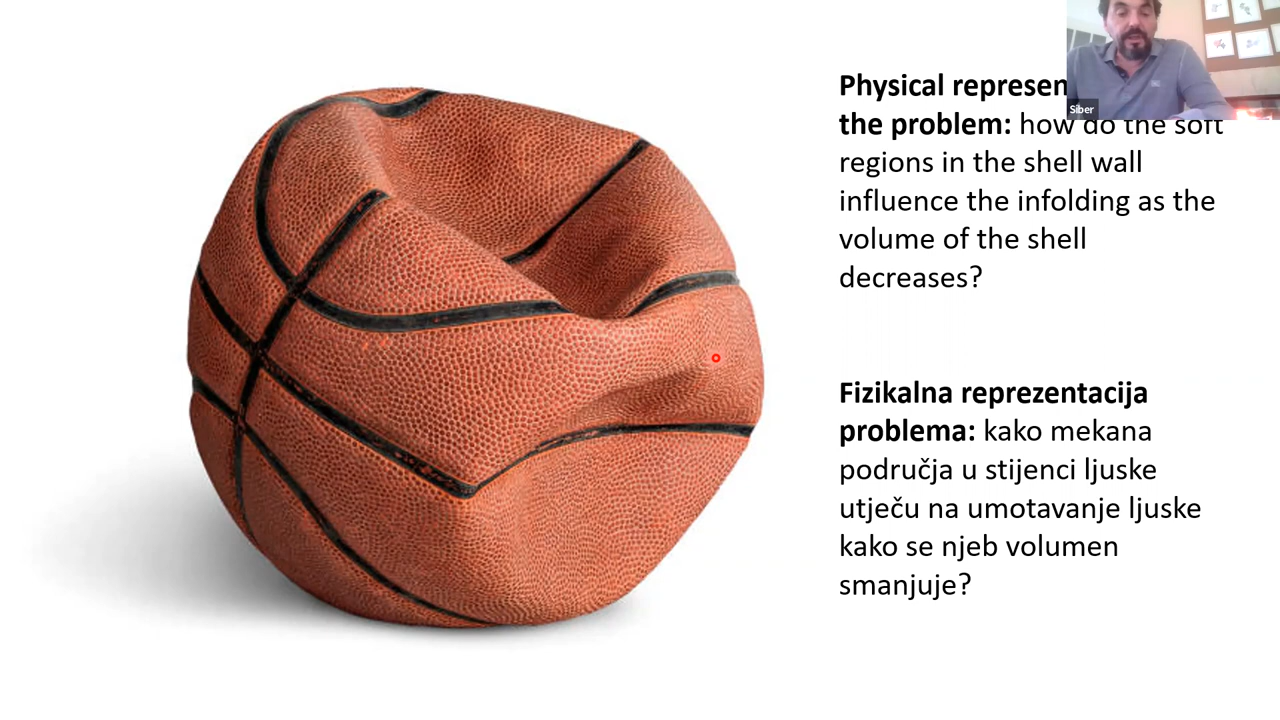 Physical represen
the problem: how do the soft
regions in the shell wall
influence the infolding as the
volume of the shell
decreases?
Fizikalna reprezentacija
problema: kako mekana
područja u stijenci ljuske
utječu na umotavanje ljuske
kako se njeb volumen
smanjuje?
Siber